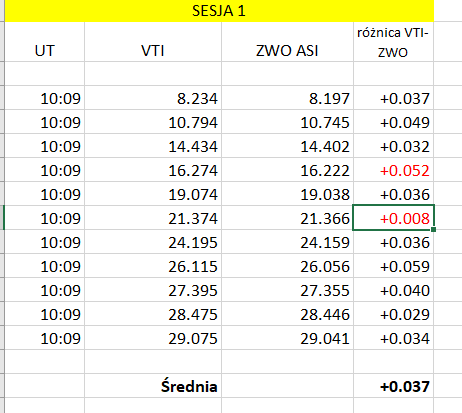 SESJA 1
UT VTI ZWO ASI różnica VTI-
ZWO
10:09 8.234 8.197 +0.037
10:09 10.794 10.745 +0.049
10:09 14.434 14.402 +0.032
10:09 16.274 16.222 +0.052
10:09 19.074 19.038 +0.036
10:09 21.374 21.366 +0.008
10:09 24.195 24.159 +0.036
10:09 26.115 26.056 +0.059
10:09 27.395 27.355 +0.040
10:09 28.475 28.446 +0.029
10:09 29.075 29.041 +0.034
Średnia +0.037